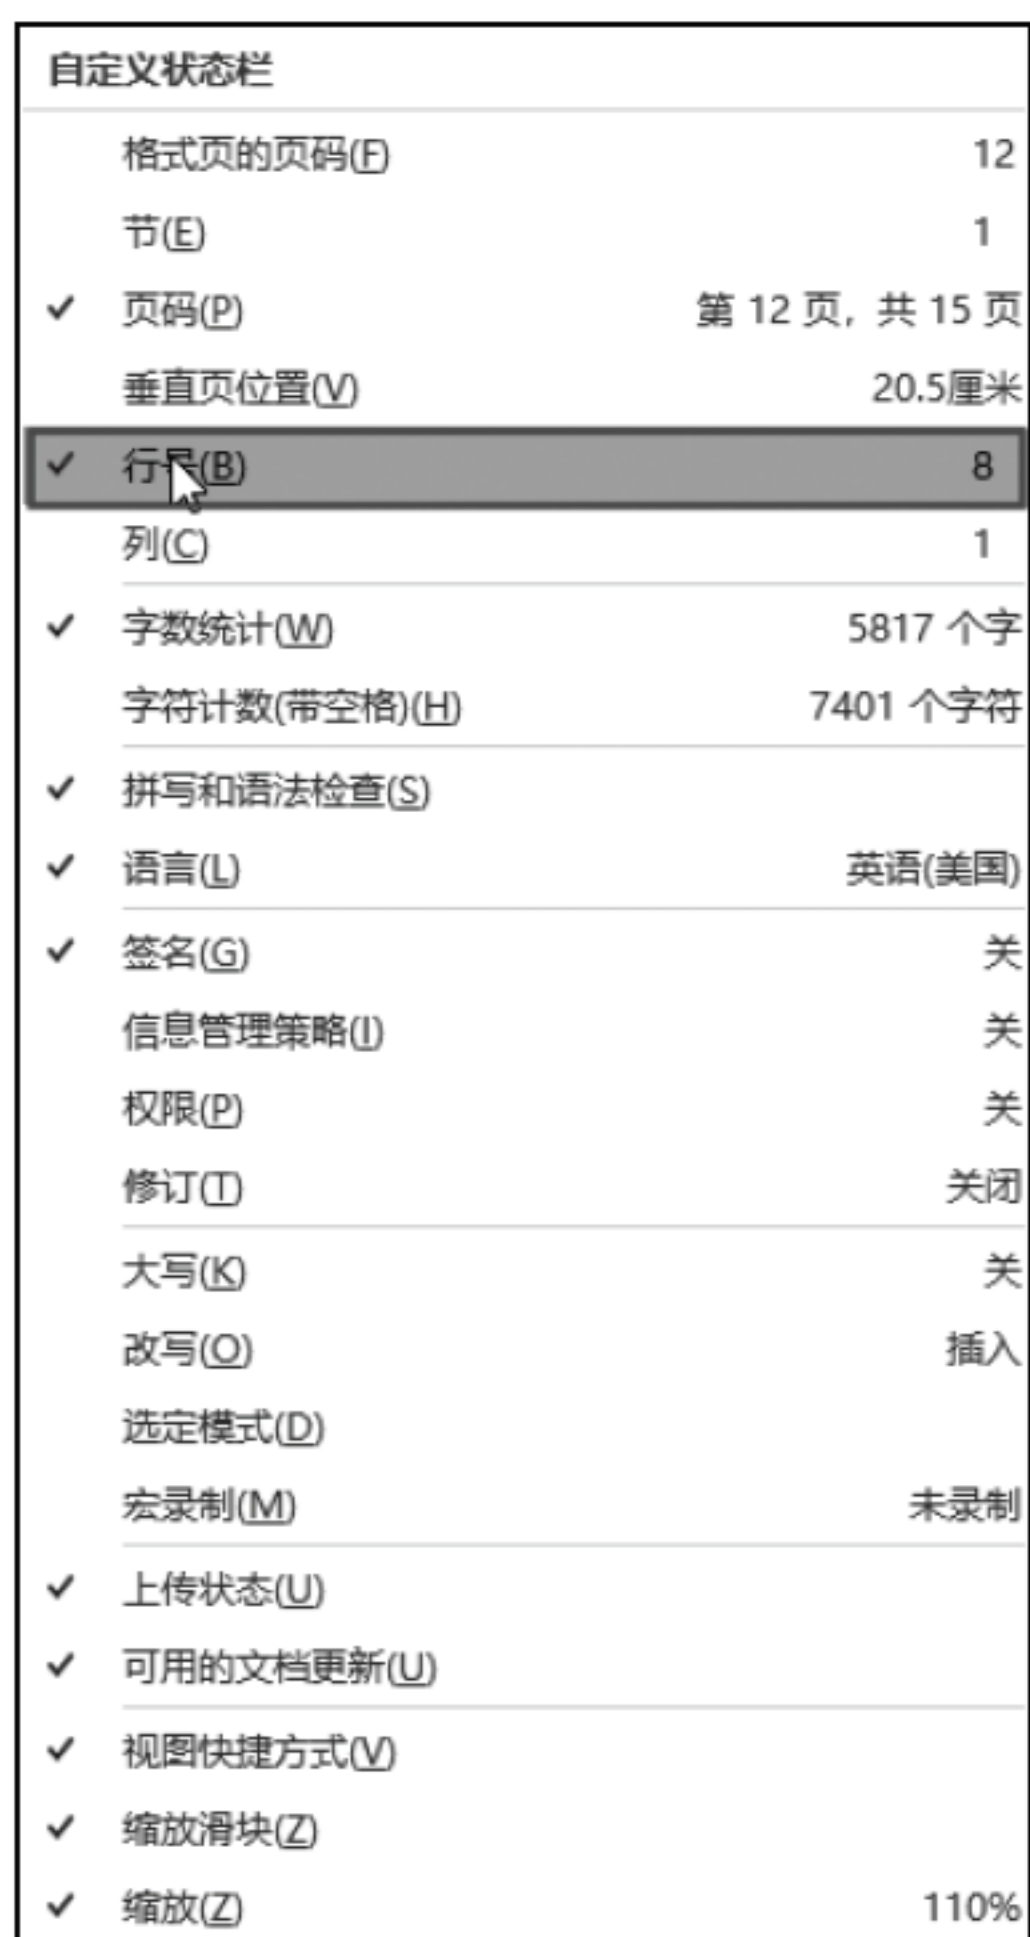 自定义状态栏
格式页的页码(F) 12
节(E) 1
✓ 页码(P) 第 12 页，共 15 页
垂直页位置(V) 20.5厘米
✓ 行号(B) 8
列(C) 1
✓ 字数统计(W) 5817 个字
字符计数(带空格)(H) 7401 个字符
✓ 拼写和语法检查(S)
✓ 语言(L) 英语(美国)
✓ 签名(G) 关
信息管理策略(I) 关
权限(P) 关
修订(T) 关闭
大写(K) 关
改写(O) 插入
选定模式(D)
宏录制(M) 未录制
✓ 上传状态(U)
✓ 可用的文档更新(U)
✓ 视图快捷方式(V)
✓ 缩放滑块(Z)
✓ 缩放(Z) 110%